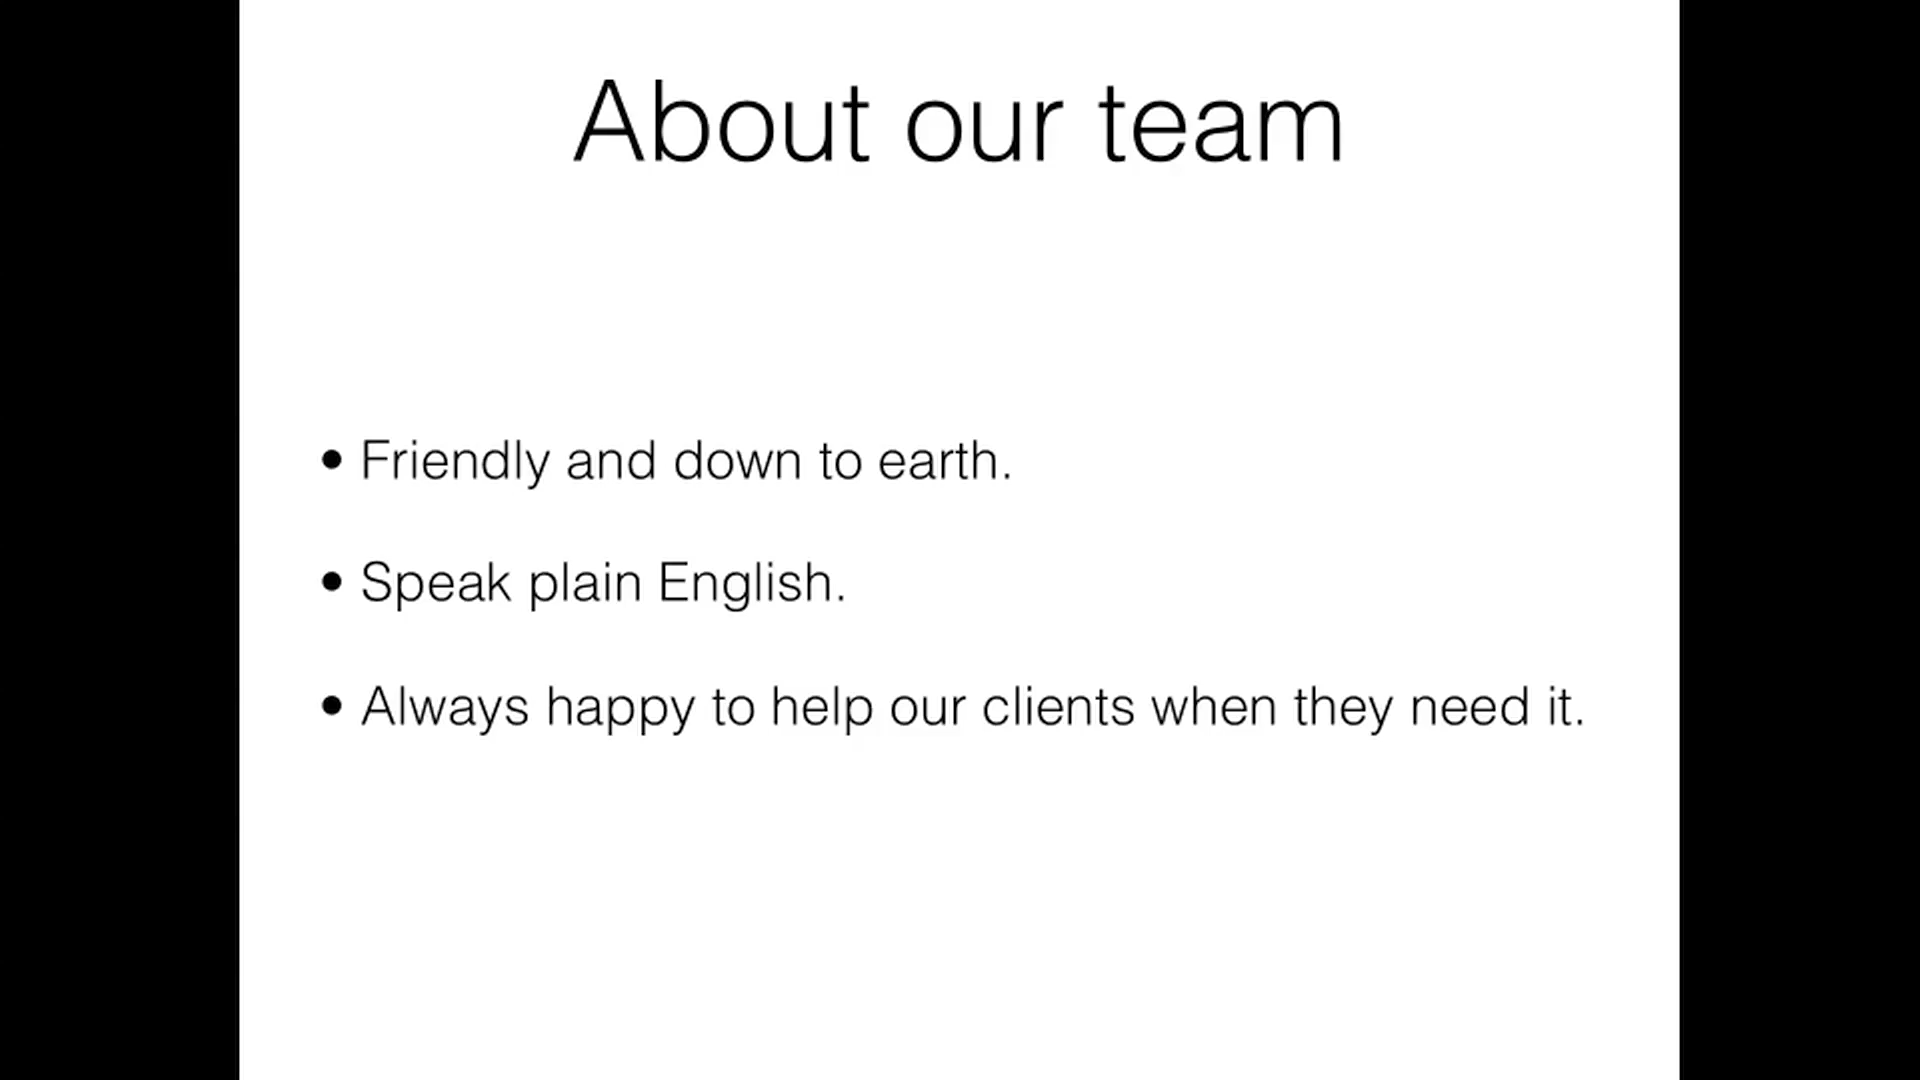 About our team
• Friendly and down to earth.
• Speak plain English.
• Always happy to help our clients when they need it.